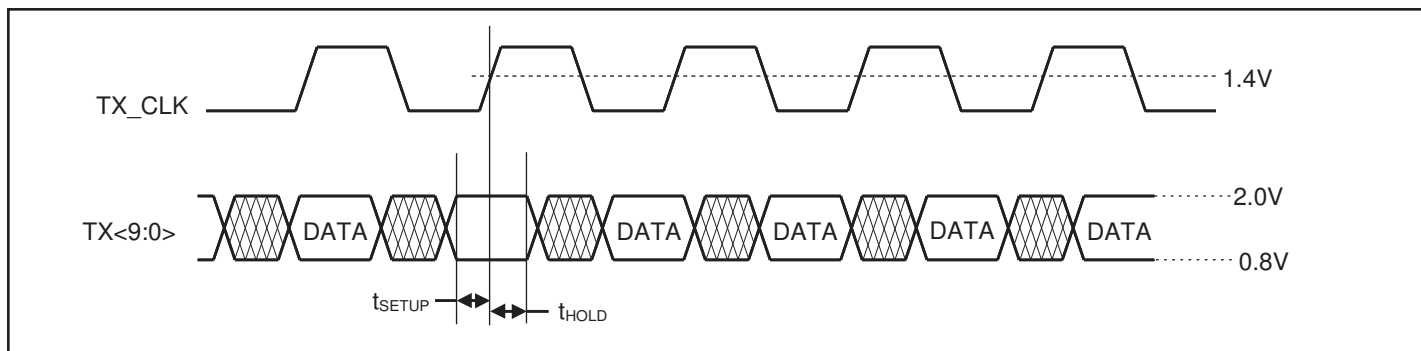 TX_CLK
1.4V
2.0V
TX<9:0>
DATA DATA DATA DATA DATA
0.8V
tSETUP
tHOLD